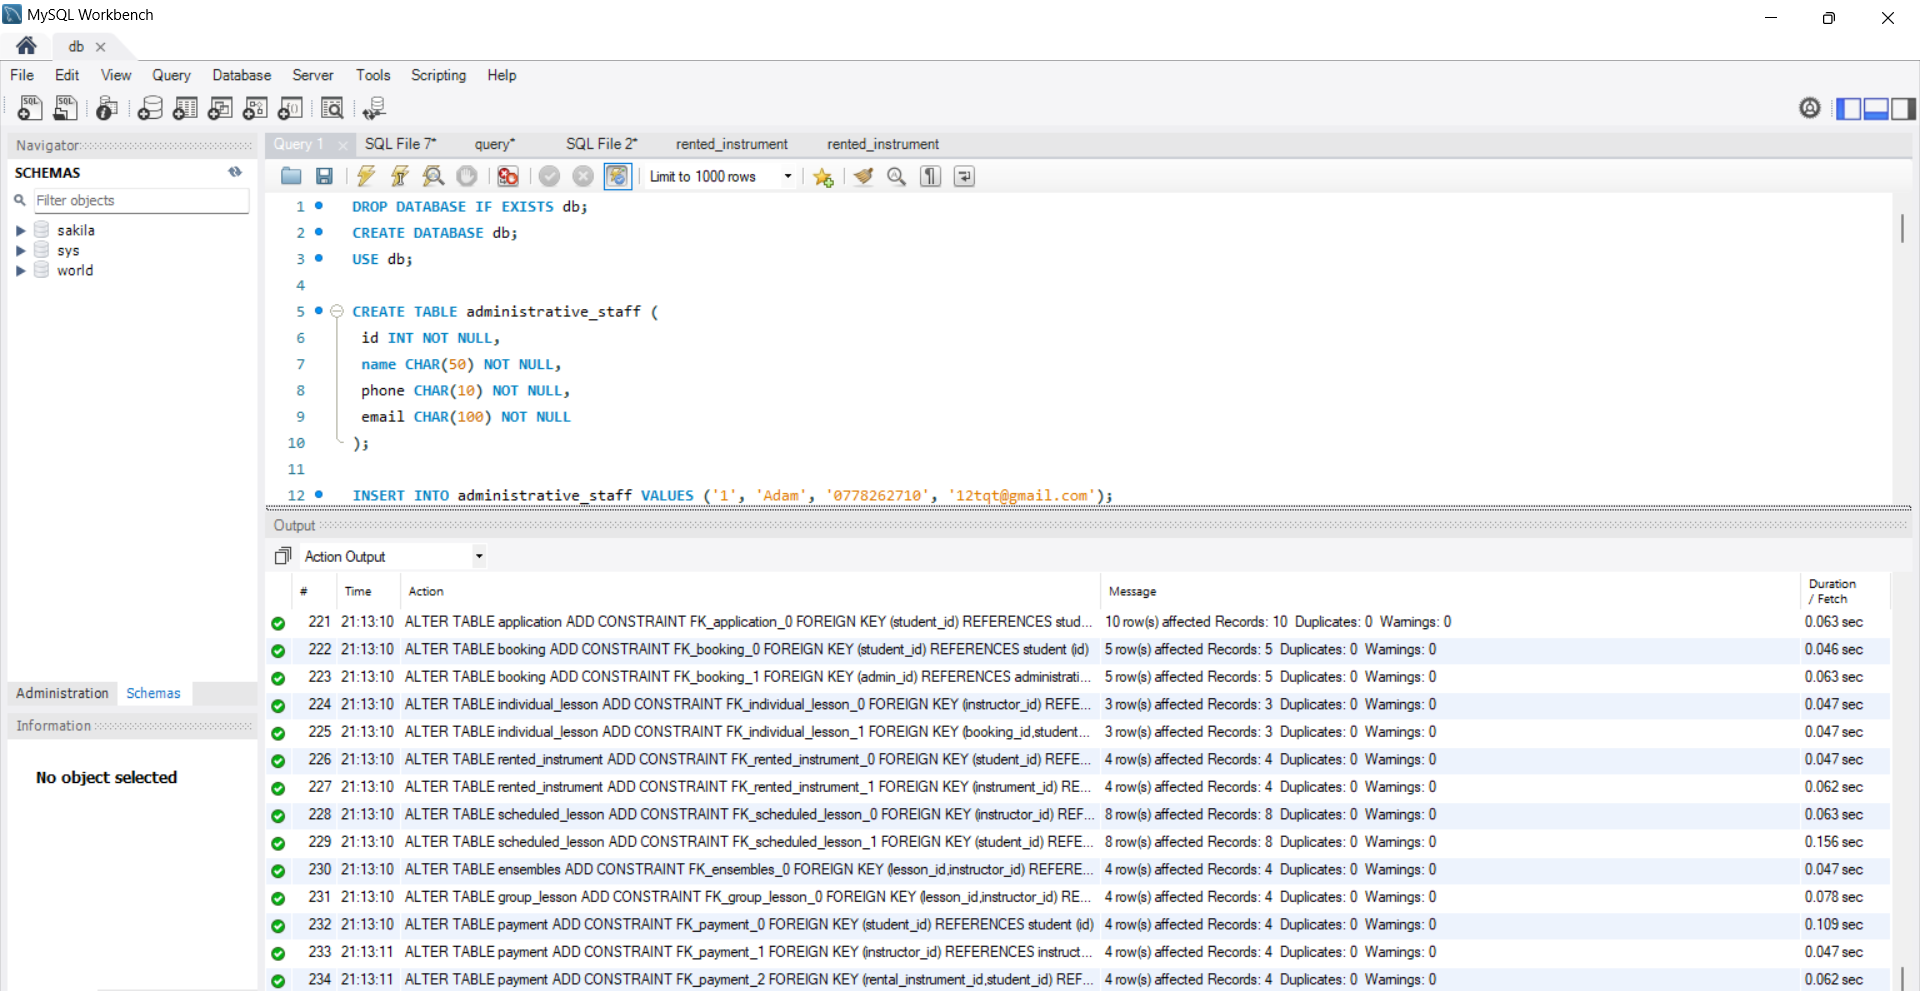 MySQL Workbench
db
File Edit View Query Database Server Tools Scripting Help
Navigator
SCHEMAS
Filter objects
sakila
sys
world
Administration Schemas
Information
No object selected
Query 1 SQL File 7* query* SQL File 2* rented_instrument rented_instrument
Limit to 1000 rows
1 DROP DATABASE IF EXISTS db;
2 CREATE DATABASE db;
3 USE db;
4
5 CREATE TABLE administrative_staff (
6 id INT NOT NULL,
7 name CHAR(50) NOT NULL,
8 phone CHAR(10) NOT NULL,
9 email CHAR(100) NOT NULL
10 );
11
12 INSERT INTO administrative_staff VALUES ('1', 'Adam', '0778262710', '12tqt@gmail.com');
Output
Action Output
# Time Action Message Duration / Fetch
221 21:13:10 ALTER TABLE application ADD CONSTRAINT FK_application_0 FOREIGN KEY (student_id) REFERENCES stud... 10 row(s) affected Records: 10 Duplicates: 0 Warnings: 0 0.063 sec
222 21:13:10 ALTER TABLE booking ADD CONSTRAINT FK_booking_0 FOREIGN KEY (student_id) REFERENCES student (id) 5 row(s) affected Records: 5 Duplicates: 0 Warnings: 0 0.046 sec
223 21:13:10 ALTER TABLE booking ADD CONSTRAINT FK_booking_1 FOREIGN KEY (admin_id) REFERENCES administrati... 5 row(s) affected Records: 5 Duplicates: 0 Warnings: 0 0.063 sec
224 21:13:10 ALTER TABLE individual_lesson ADD CONSTRAINT FK_individual_lesson_0 FOREIGN KEY (instructor_id) REFE... 3 row(s) affected Records: 3 Duplicates: 0 Warnings: 0 0.047 sec
225 21:13:10 ALTER TABLE individual_lesson ADD CONSTRAINT FK_individual_lesson_1 FOREIGN KEY (booking_id,student... 3 row(s) affected Records: 3 Duplicates: 0 Warnings: 0 0.047 sec
226 21:13:10 ALTER TABLE rented_instrument ADD CONSTRAINT FK_rented_instrument_0 FOREIGN KEY (student_id) REFE... 4 row(s) affected Records: 4 Duplicates: 0 Warnings: 0 0.047 sec
227 21:13:10 ALTER TABLE rented_instrument ADD CONSTRAINT FK_rented_instrument_1 FOREIGN KEY (instrument_id) RE... 4 row(s) affected Records: 4 Duplicates: 0 Warnings: 0 0.062 sec
228 21:13:10 ALTER TABLE scheduled_lesson ADD CONSTRAINT FK_scheduled_lesson_0 FOREIGN KEY (instructor_id) REF... 8 row(s) affected Records: 8 Duplicates: 0 Warnings: 0 0.063 sec
229 21:13:10 ALTER TABLE scheduled_lesson ADD CONSTRAINT FK_scheduled_lesson_1 FOREIGN KEY (student_id) REFE... 8 row(s) affected Records: 8 Duplicates: 0 Warnings: 0 0.156 sec
230 21:13:10 ALTER TABLE ensembles ADD CONSTRAINT FK_ensembles_0 FOREIGN KEY (lesson_id,instructor_id) REFERE... 4 row(s) affected Records: 4 Duplicates: 0 Warnings: 0 0.047 sec
231 21:13:10 ALTER TABLE group_lesson ADD CONSTRAINT FK_group_lesson_0 FOREIGN KEY (lesson_id,instructor_id) RE... 4 row(s) affected Records: 4 Duplicates: 0 Warnings: 0 0.078 sec
232 21:13:10 ALTER TABLE payment ADD CONSTRAINT FK_payment_0 FOREIGN KEY (student_id) REFERENCES student (id) 4 row(s) affected Records: 4 Duplicates: 0 Warnings: 0 0.109 sec
233 21:13:11 ALTER TABLE payment ADD CONSTRAINT FK_payment_1 FOREIGN KEY (instructor_id) REFERENCES instruct... 4 row(s) affected Records: 4 Duplicates: 0 Warnings: 0 0.047 sec
234 21:13:11 ALTER TABLE payment ADD CONSTRAINT FK_payment_2 FOREIGN KEY (rental_instrument_id,student_id) REF... 4 row(s) affected Records: 4 Duplicates: 0 Warnings: 0 0.062 sec